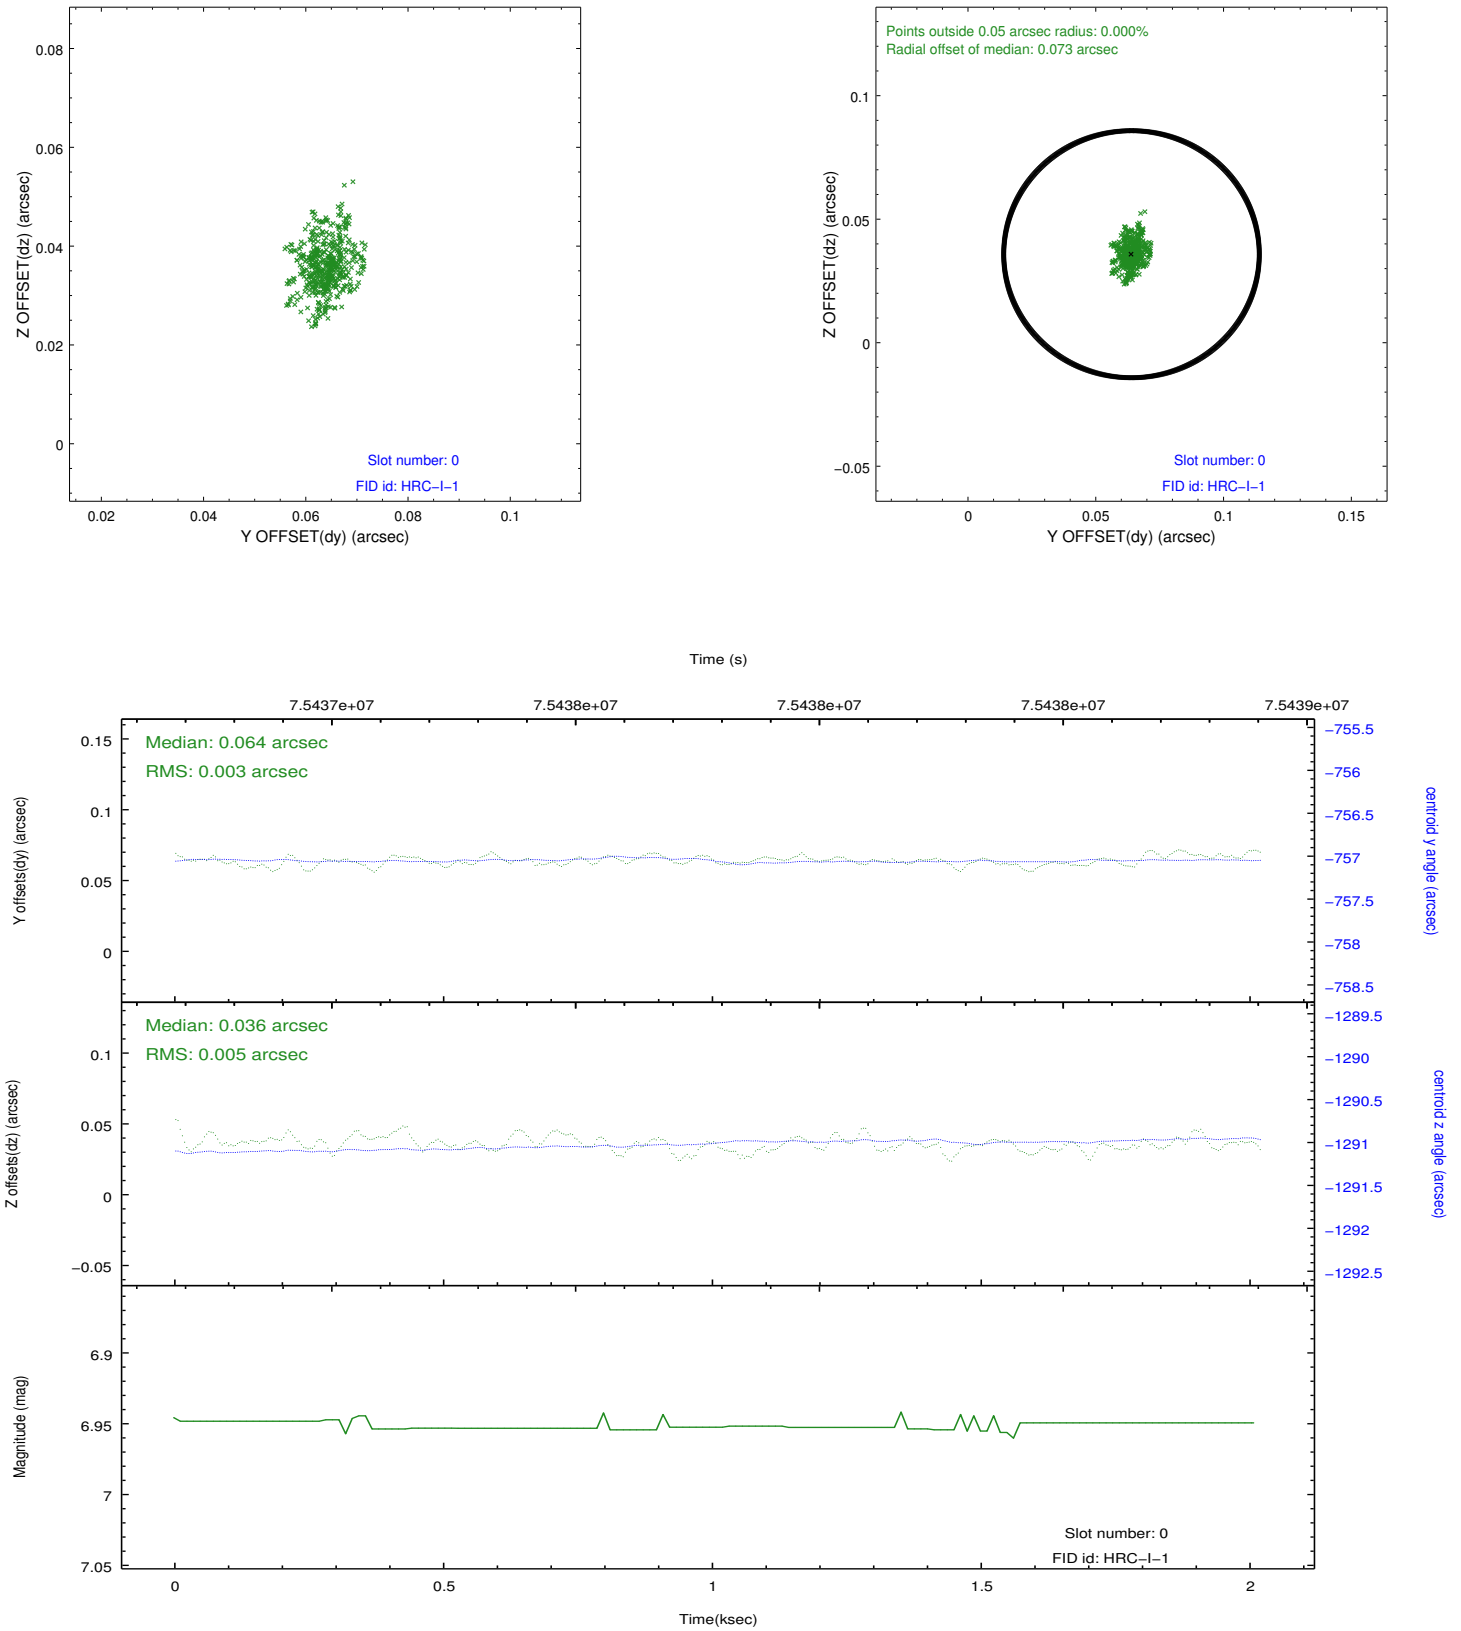 0.08
0.06
0.04
0.02
0
Z OFFSET(dz) (arcsec)
Slot number: 0
FID id: HRC−I−1
0.02 0.04 0.06 0.08 0.1
Y OFFSET(dy) (arcsec)
Points outside 0.05 arcsec radius: 0.000%
Radial offset of median: 0.073 arcsec
0.1
0.05
0
−0.05
Z OFFSET(dz) (arcsec)
Slot number: 0
FID id: HRC−I−1
0 0.05 0.1 0.15
Y OFFSET(dy) (arcsec)
Time (s)
7.5437e+07 7.5438e+07 7.5438e+07 7.5438e+07 7.5439e+07
Median: 0.064 arcsec
RMS: 0.003 arcsec
0.15
0.1
0.05
0
Y offsets(dy) (arcsec)
−755.5
−756
−756.5
−757
−757.5
−758
−758.5
centroid y angle (arcsec)
Median: 0.036 arcsec
RMS: 0.005 arcsec
0.1
0.05
0
−0.05
Z offsets(dz) (arcsec)
−1289.5
−1290
−1290.5
−1291
−1291.5
−1292
−1292.5
centroid z angle (arcsec)
6.9
6.95
7
7.05
Magnitude (mag)
Slot number: 0
FID id: HRC−I−1
0 0.5 1 1.5 2
Time(ksec)